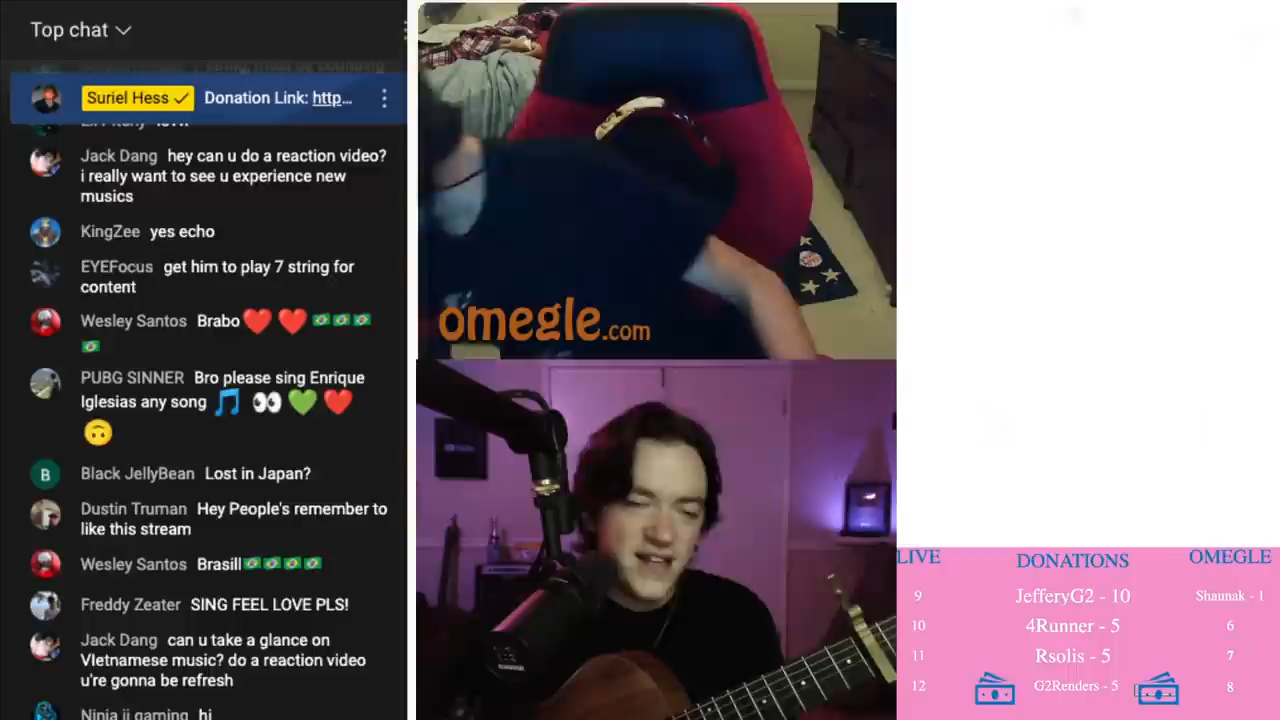 Top chat
Suriel Hess Donation Link: http...
Jack Dang hey can u do a reaction video?
i really want to see u experience new
musics
KingZee yes echo
EYEFocus get him to play 7 string for
content
Wesley Santos Brabo❤️ ❤️ 🇧🇷🇧🇷🇧🇷
🇧🇷
PUBG SINNER Bro please sing Enrique
Iglesias any song 🎵 👀 💚 ❤️
🙃
B Black JellyBean Lost in Japan?
Dustin Truman Hey People's remember to
like this stream
Wesley Santos Brasill🇧🇷🇧🇷🇧🇷🇧🇷
Freddy Zeater SING FEEL LOVE PLS!
Jack Dang can u take a glance on
VIetnamese music? do a reaction video
u're gonna be refresh
Ninja ii gaming hi
omegle.com
LIVE DONATIONS OMEGLE
9 JefferyG2 - 10 Shaunak - 1
10 4Runner - 5 6
11 Rsolis - 5 7
12 G2Renders - 5 8